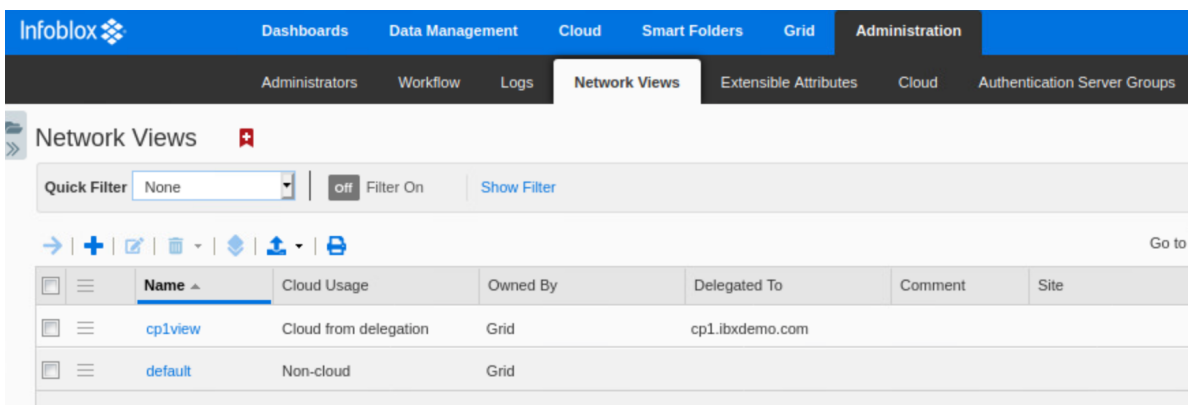 Infoblox Dashboards Data Management Cloud Smart Folders Grid Administration
Administrators Workflow Logs Network Views Extensible Attributes Cloud Authentication Server Groups
Network Views
Quick Filter None Off Filter On Show Filter
Go to
Name Cloud Usage Owned By Delegated To Comment Site
cp1view Cloud from delegation Grid cp1.ibxdemo.com
default Non-cloud Grid